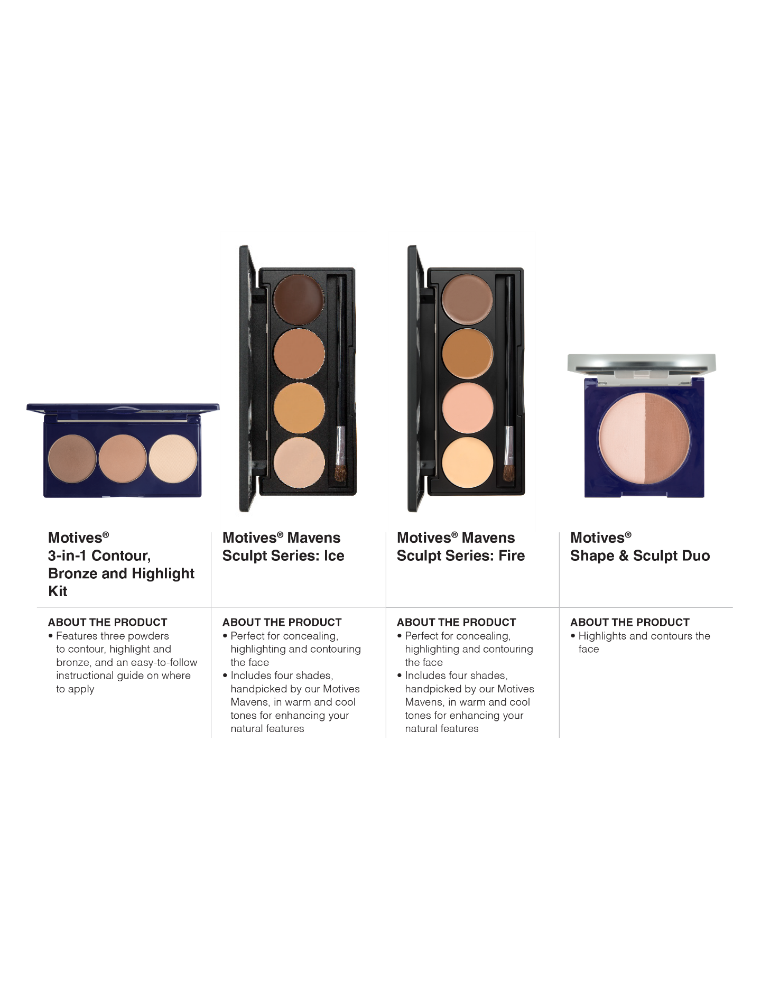 Motives®
3-in-1 Contour,
Bronze and Highlight
Kit
ABOUT THE PRODUCT
• Features three powders
to contour, highlight and
bronze, and an easy-to-follow
instructional guide on where
to apply
Motives® Mavens
Sculpt Series: Ice
ABOUT THE PRODUCT
• Perfect for concealing,
highlighting and contouring
the face
• Includes four shades,
handpicked by our Motives
Mavens, in warm and cool
tones for enhancing your
natural features
Motives® Mavens
Sculpt Series: Fire
ABOUT THE PRODUCT
• Perfect for concealing,
highlighting and contouring
the face
• Includes four shades,
handpicked by our Motives
Mavens, in warm and cool
tones for enhancing your
natural features
Motives®
Shape & Sculpt Duo
ABOUT THE PRODUCT
• Highlights and contours the
face